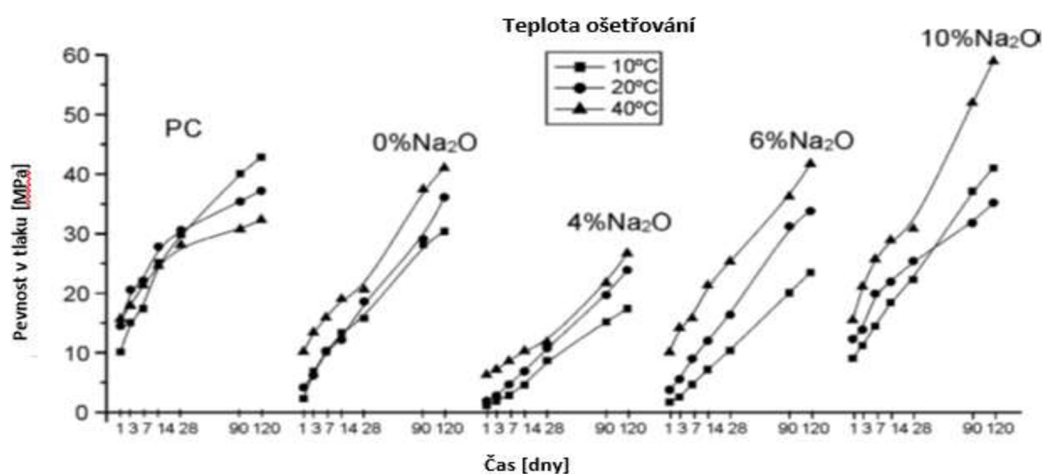 Teplota ošetřování
10ºC
20ºC
40ºC
PC
0%Na₂O
4%Na₂O
6%Na₂O
10%Na₂O
Pevnost v tlaku [MPa]
60
50
40
30
20
10
0
1 3 7 14 28 90 120 1 3 7 14 28 90 120 1 3 7 14 28 90 120 1 3 7 14 28 90 120 1 3 7 14 28 90 120
Čas [dny]